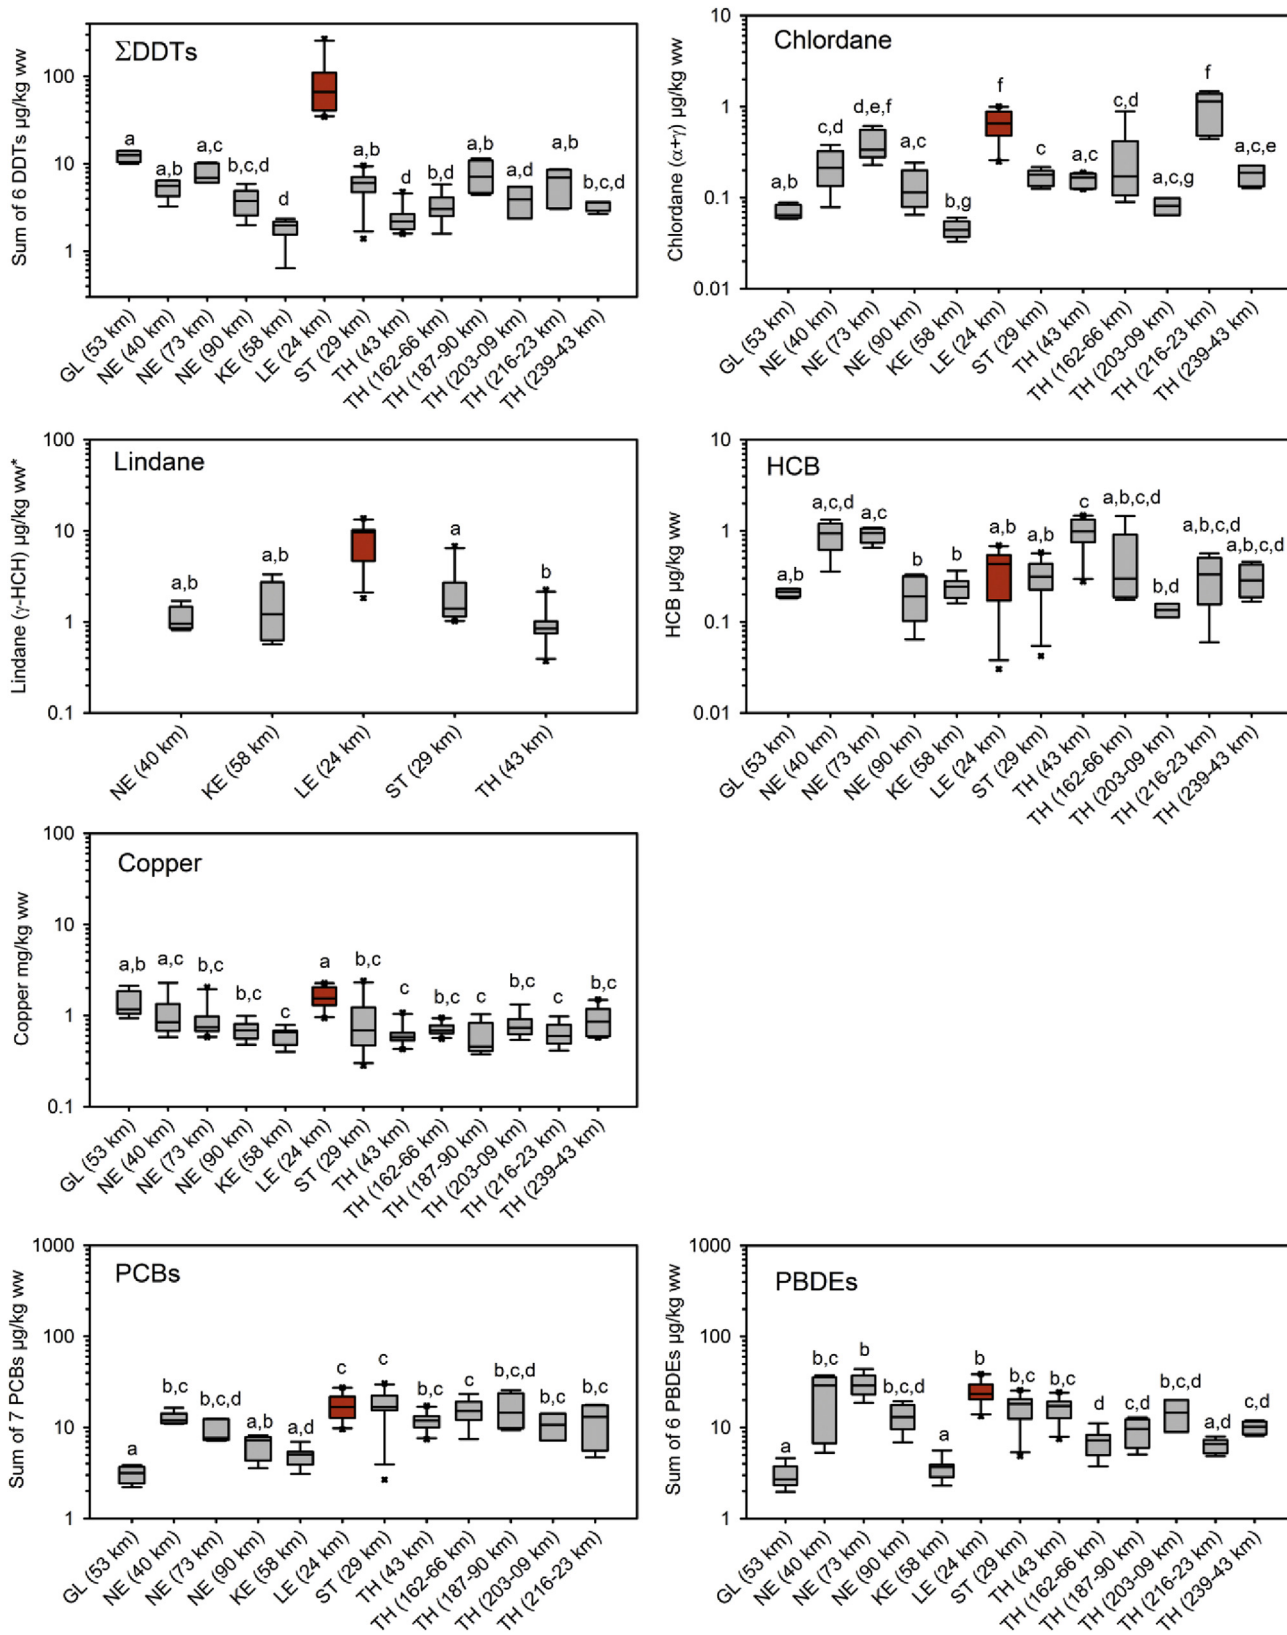 ΣDDTs
Sum of 6 DDTs µg/kg ww
100
10
1
a
a,b
a,c
b,c,d
d
a,b
d
b,d
a,b
a,d
a,b
b,c,d
GL (53 km)
NE (40 km)
NE (73 km)
NE (90 km)
KE (58 km)
LE (24 km)
ST (29 km)
TH (43 km)
TH (162-66 km)
TH (187-90 km)
TH (203-09 km)
TH (216-23 km)
TH (239-43 km)
Chlordane
Chlordane (α+γ) µg/kg ww
10
1
0.1
0.01
a,b
c,d
d,e,f
a,c
b,g
f
c
a,c
c,d
a,c,g
f
a,c,e
GL (53 km)
NE (40 km)
NE (73 km)
NE (90 km)
KE (58 km)
LE (24 km)
ST (29 km)
TH (43 km)
TH (162-66 km)
TH (203-09 km)
TH (216-23 km)
TH (239-43 km)
Lindane
Lindane (γ-HCH) µg/kg ww*
100
10
1
0.1
a,b
a,b
a
b
NE (40 km)
KE (58 km)
LE (24 km)
ST (29 km)
TH (43 km)
HCB
HCB µg/kg ww
10
1
0.1
0.01
a,b
a,c,d
a,c
b
b
a,b
a,b
c
a,b,c,d
b,d
a,b,c,d
a,b,c,d
GL (53 km)
NE (40 km)
NE (73 km)
NE (90 km)
KE (58 km)
LE (24 km)
ST (29 km)
TH (43 km)
TH (162-66 km)
TH (203-09 km)
TH (216-23 km)
TH (239-43 km)
Copper
Copper mg/kg ww
100
10
1
0.1
a,b
a,c
b,c
b,c
c
a
b,c
c
b,c
c
b,c
c
b,c
GL (53 km)
NE (40 km)
NE (73 km)
NE (90 km)
KE (58 km)
LE (24 km)
ST (29 km)
TH (43 km)
TH (162-66 km)
TH (187-90 km)
TH (203-09 km)
TH (216-23 km)
TH (239-43 km)
PCBs
Sum of 7 PCBs µg/kg ww
1000
100
10
1
a
b,c
b,c,d
a,b
a,d
c
c
b,c
c
b,c,d
b,c
b,c
GL (53 km)
NE (40 km)
NE (73 km)
NE (90 km)
KE (58 km)
LE (24 km)
ST (29 km)
TH (43 km)
TH (162-66 km)
TH (187-90 km)
TH (203-09 km)
TH (216-23 km)
PBDEs
Sum of 6 PBDEs µg/kg ww
1000
100
10
1
a
b,c
b
b,c,d
a
b
b,c
b,c
d
c,d
b,c,d
a,d
c,d
GL (53 km)
NE (40 km)
NE (73 km)
NE (90 km)
KE (58 km)
LE (24 km)
ST (29 km)
TH (43 km)
TH (162-66 km)
TH (187-90 km)
TH (203-09 km)
TH (216-23 km)
TH (239-43 km)